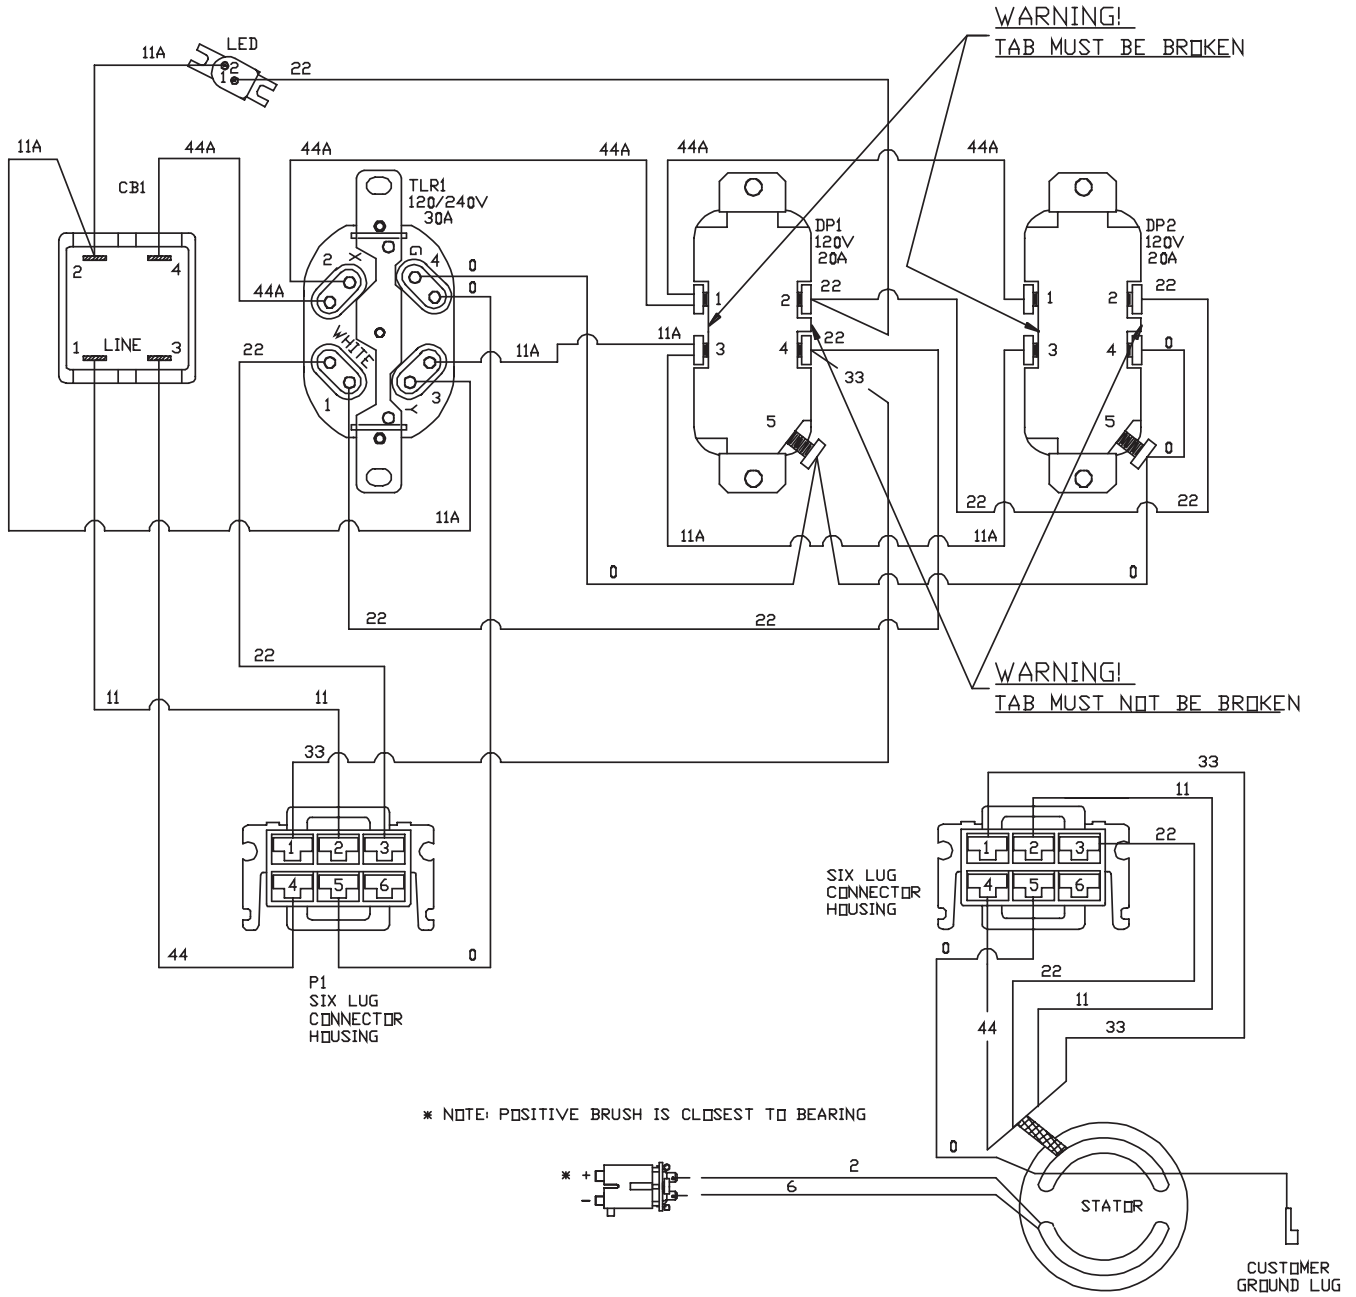 WARNING!
TAB MUST BE BROKEN
LED
11A
2
1
22
11A
44A
44A
44A
44A
44A
CB1
TLR1
120/240V
30A
DP1
120V
20A
DP2
120V
20A
2
4
2
X
G
4
0
0
44A
1
2
22
1
2
22
1
LINE
3
22
WHITE
11A
11A
3
4
22
33
3
4
0
1
Y
3
5
5
0
11A
22
22
11A
11A
0
0
22
22
22
WARNING!
TAB MUST NOT BE BROKEN
11
11
33
33
11
22
1
2
3
4
5
6
1
2
3
4
5
6
SIX LUG
CONNECTOR
HOUSING
44
0
0
P1
SIX LUG
CONNECTOR
HOUSING
22
11
44
33
* NOTE: POSITIVE BRUSH IS CLOSEST TO BEARING
0
* +
-
2
6
STATOR
CUSTOMER
GROUND LUG